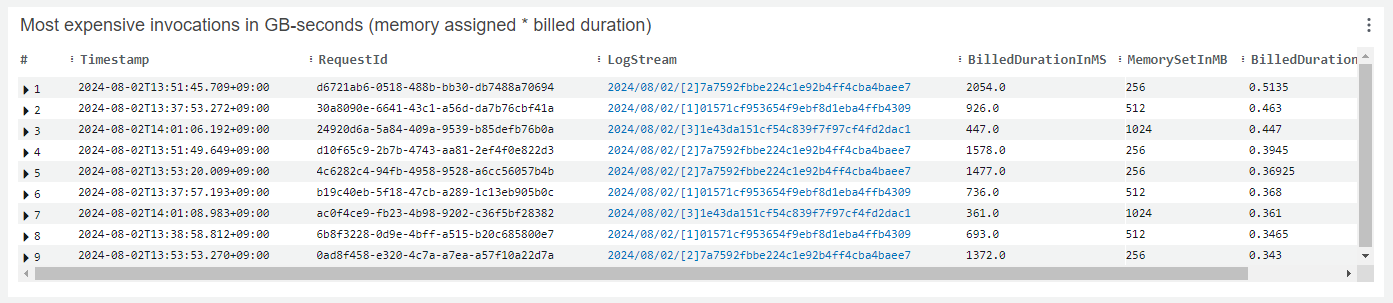 Most expensive invocations in GB-seconds (memory assigned * billed duration)
# Timestamp RequestId LogStream BilledDurationInMS MemorySetInMB BilledDuration
1 2024-08-02T13:51:45.709+09:00 d6721ab6-0518-488b-bb30-db7488a70694 2024/08/02/[2]7a7592fbbe224c1e92b4ff4cba4baee7 2054.0 256 0.5135
2 2024-08-02T13:37:53.272+09:00 30a8090e-6641-43c1-a56d-da7b76cbf41a 2024/08/02/[1]01571cf953654f9ebf8d1eba4ffb4309 926.0 512 0.463
3 2024-08-02T14:01:06.192+09:00 24920d6a-5a84-409a-9539-b85defb76b0a 2024/08/02/[3]1e43da151cf54c839f7f97cf4fd2dac1 447.0 1024 0.447
4 2024-08-02T13:51:49.649+09:00 d10f65c9-2b7b-4743-aa81-2ef4f0e822d3 2024/08/02/[2]7a7592fbbe224c1e92b4ff4cba4baee7 1578.0 256 0.3945
5 2024-08-02T13:53:20.009+09:00 4c6282c4-94fb-4958-9528-a6cc56057b4b 2024/08/02/[2]7a7592fbbe224c1e92b4ff4cba4baee7 1477.0 256 0.36925
6 2024-08-02T13:37:57.193+09:00 b19c40eb-5f18-47cb-a289-1c13eb905b0c 2024/08/02/[1]01571cf953654f9ebf8d1eba4ffb4309 736.0 512 0.368
7 2024-08-02T14:01:08.983+09:00 ac0f4ce9-fb23-4b98-9202-c36f5bf28382 2024/08/02/[3]1e43da151cf54c839f7f97cf4fd2dac1 361.0 1024 0.361
8 2024-08-02T13:38:58.812+09:00 6b8f3228-0d9e-4bff-a515-b20c685800e7 2024/08/02/[1]01571cf953654f9ebf8d1eba4ffb4309 693.0 512 0.3465
9 2024-08-02T13:53:53.270+09:00 0ad8f458-e320-4c7a-a7ea-a57f10a22d7a 2024/08/02/[2]7a7592fbbe224c1e92b4ff4cba4baee7 1372.0 256 0.343